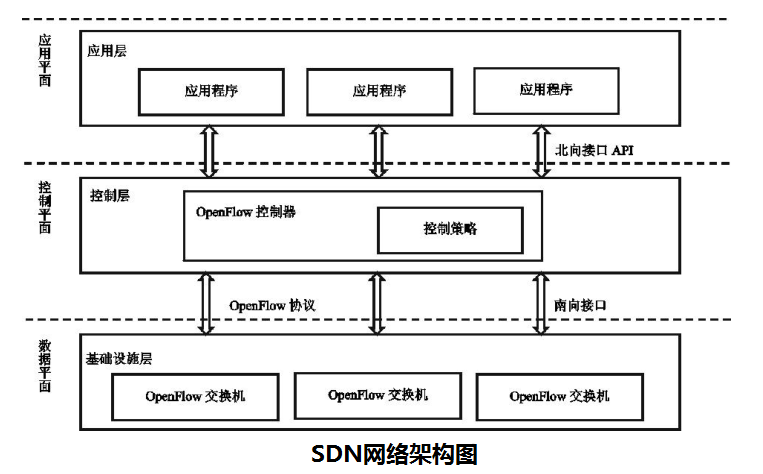 应用平面
应用层
应用程序
应用程序
应用程序
北向接口 API
控制平面
控制层
OpenFlow 控制器
控制策略
OpenFlow 协议
南向接口
数据平面
基础设施层
OpenFlow 交换机
OpenFlow 交换机
OpenFlow 交换机
SDN网络架构图